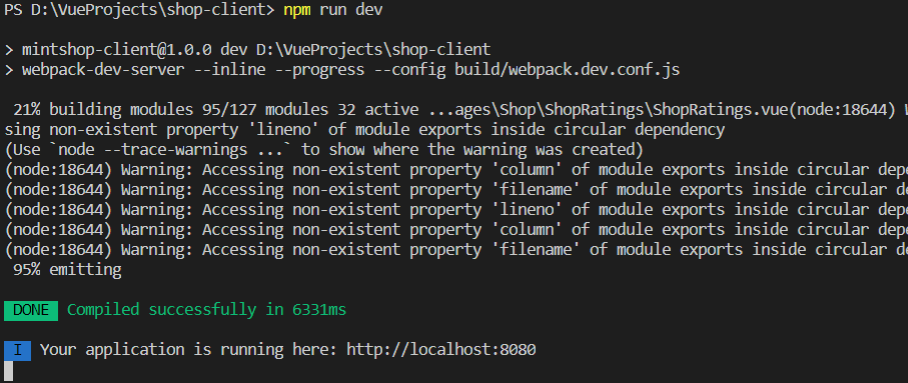 PS D:\VueProjects\shop-client> npm run dev
> mintshop-client@1.0.0 dev D:\VueProjects\shop-client
> webpack-dev-server --inline --progress --config build/webpack.dev.conf.js
21% building modules 95/127 modules 32 active ...ages\Shop\ShopRatings\ShopRatings.vue(node:18644) W
sing non-existent property 'lineno' of module exports inside circular dependency
(Use `node --trace-warnings ...` to show where the warning was created)
(node:18644) Warning: Accessing non-existent property 'column' of module exports inside circular depe
(node:18644) Warning: Accessing non-existent property 'filename' of module exports inside circular de
(node:18644) Warning: Accessing non-existent property 'lineno' of module exports inside circular depe
(node:18644) Warning: Accessing non-existent property 'column' of module exports inside circular depe
(node:18644) Warning: Accessing non-existent property 'filename' of module exports inside circular de
95% emitting
DONE Compiled successfully in 6331ms
I Your application is running here: http://localhost:8080